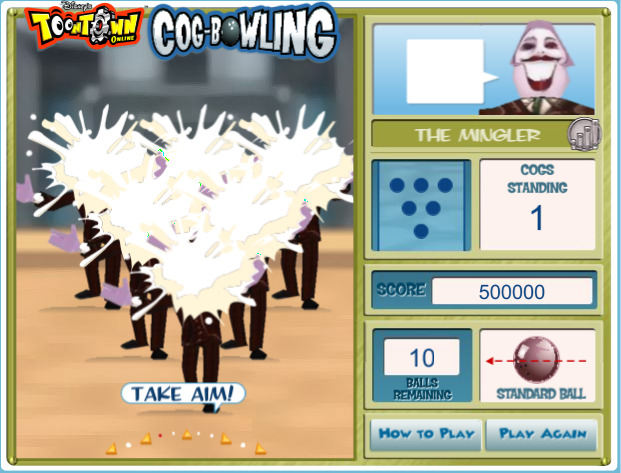 Disney's
TOONTOWN
ONLINE
COG-BOWLING
THE MINGLER
COGS
STANDING
1
SCORE 500000
10
BALLS
REMAINING
STANDARD BALL
TAKE AIM!
HOW TO PLAY
PLAY AGAIN